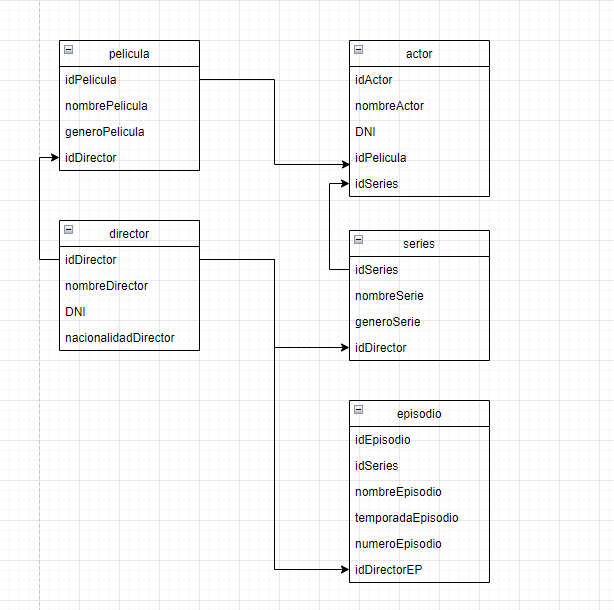 pelicula
idPelicula
nombrePelicula
generoPelicula
idDirector
actor
idActor
nombreActor
DNI
idPelicula
idSeries
director
idDirector
nombreDirector
DNI
nacionalidadDirector
series
idSeries
nombreSerie
generoSerie
idDirector
episodio
idEpisodio
idSeries
nombreEpisodio
temporadaEpisodio
numeroEpisodio
idDirectorEP